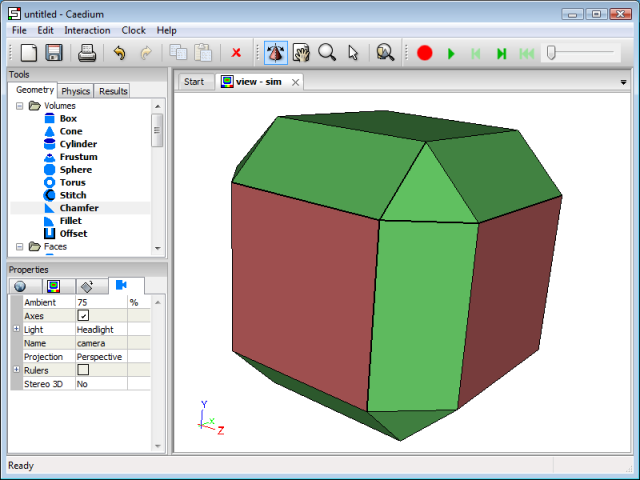 untitled - Caedium
File Edit Interaction Clock Help
Tools
Geometry Physics Results
Volumes
Box
Cone
Cylinder
Frustum
Sphere
Torus
Stitch
Chamfer
Fillet
Offset
Faces
Start view - sim
Properties
Ambient 75 %
Axes
Light Headlight
Name camera
Projection Perspective
Rulers
Stereo 3D No
Y
X
Z
Ready